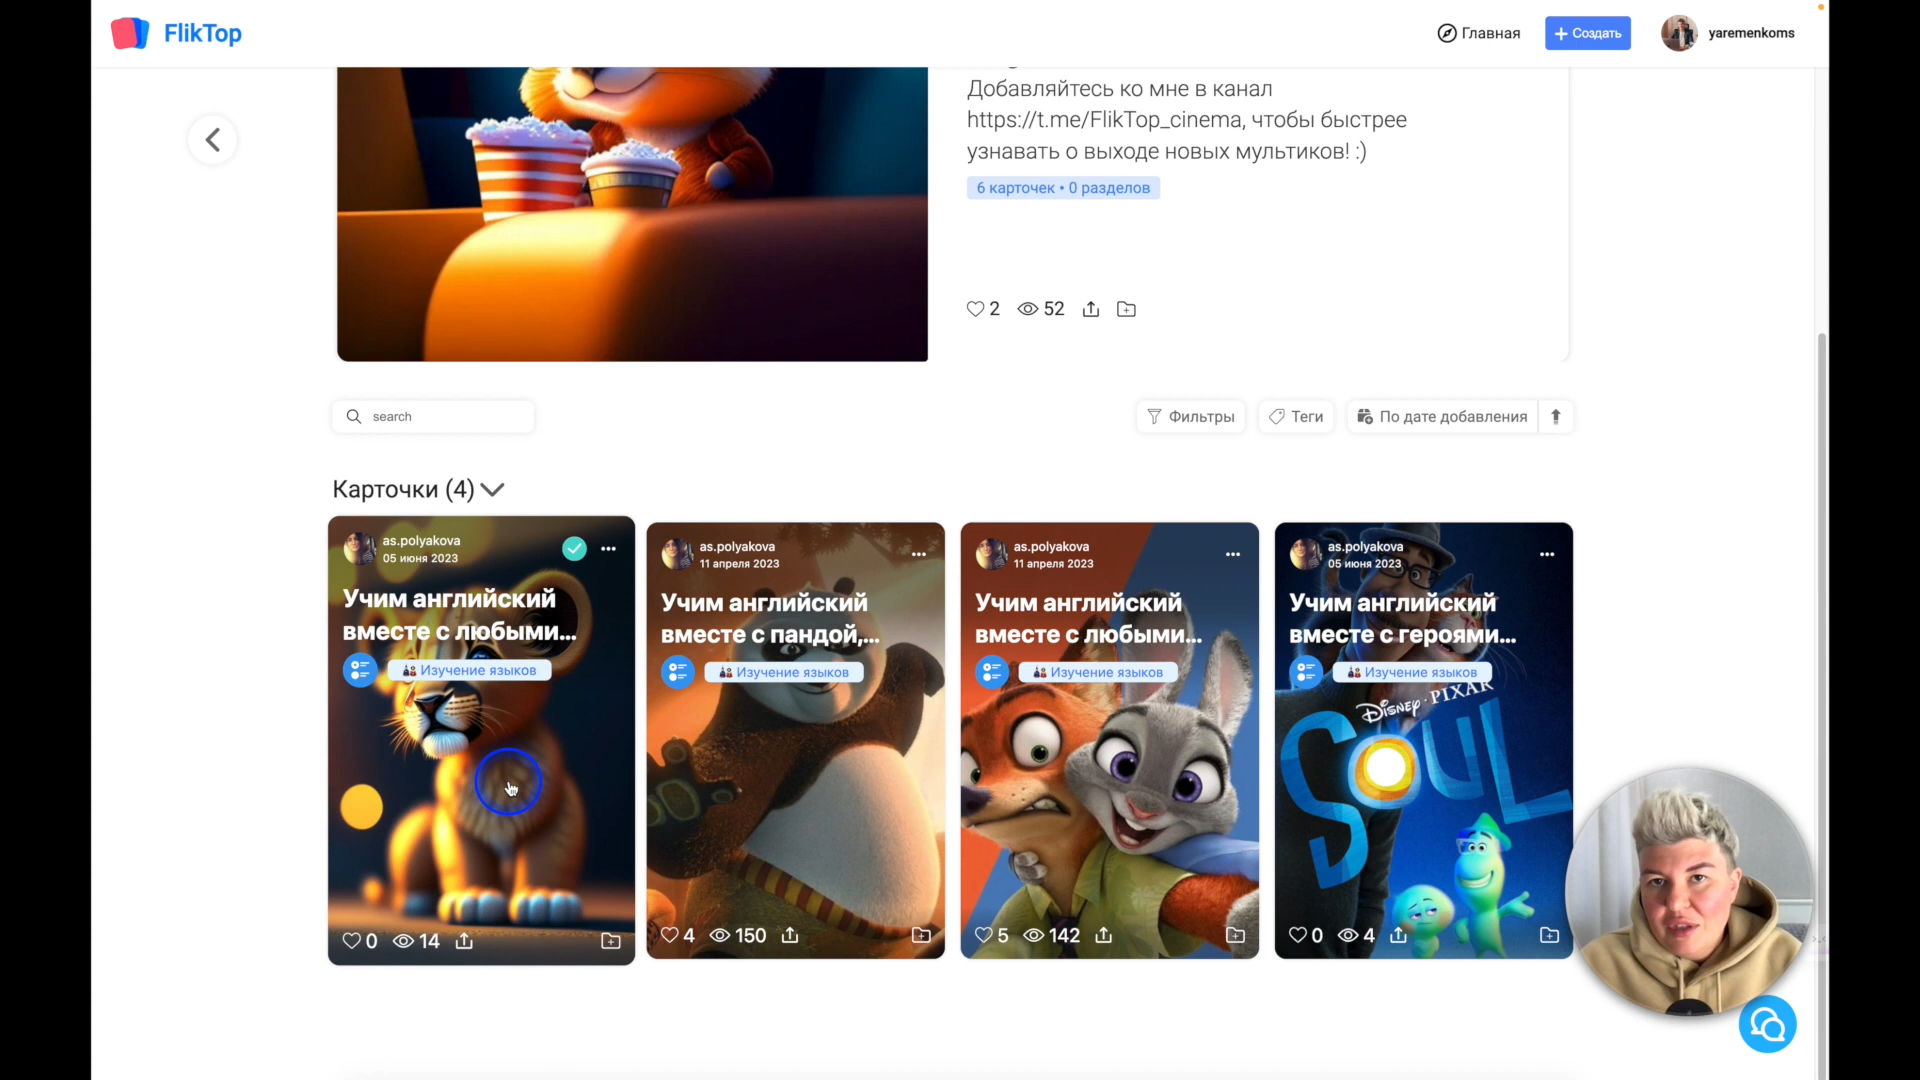 FlikTop
Главная
Создать
yaremenkoms
Добавляйтесь ко мне в канал
https://t.me/FlikTop_cinema, чтобы быстрее
узнавать о выходе новых мультиков! :)
6 карточек • 0 разделов
2
52
search
Фильтры
Теги
По дате добавления
Карточки (4)
as.polyakova
05 июня 2023
Учим английский
вместе с любыми...
Изучение языков
0
14
as.polyakova
11 апреля 2023
Учим английский
вместе с пандой,...
Изучение языков
4
150
as.polyakova
11 апреля 2023
Учим английский
вместе с любыми...
Изучение языков
5
142
as.polyakova
05 июня 2023
Учим английский
вместе с героями...
Изучение языков
DISNEY · PIXAR
SOUL
0
4